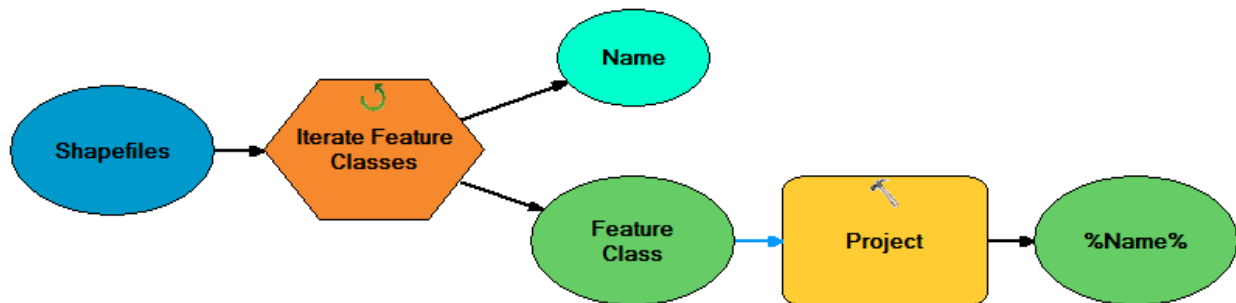 Name
Shapefiles
Iterate Feature
Classes
Feature
Class
Project
%Name%